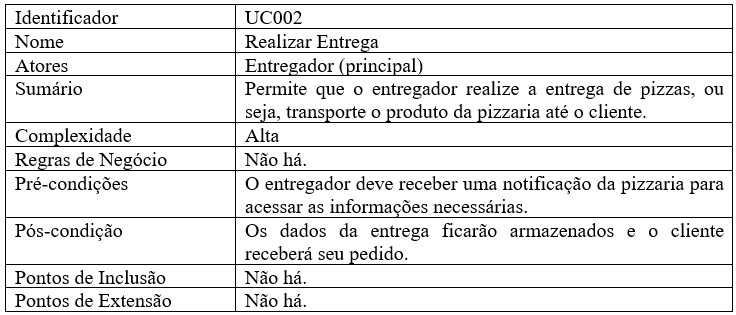 Identificador UC002
Nome Realizar Entrega
Atores Entregador (principal)
Sumário Permite que o entregador realize a entrega de pizzas, ou
seja, transporte o produto da pizzaria até o cliente.
Complexidade Alta
Regras de Negócio Não há.
Pré-condições O entregador deve receber uma notificação da pizzaria para
acessar as informações necessárias.
Pós-condição Os dados da entrega ficarão armazenados e o cliente
receberá seu pedido.
Pontos de Inclusão Não há.
Pontos de Extensão Não há.